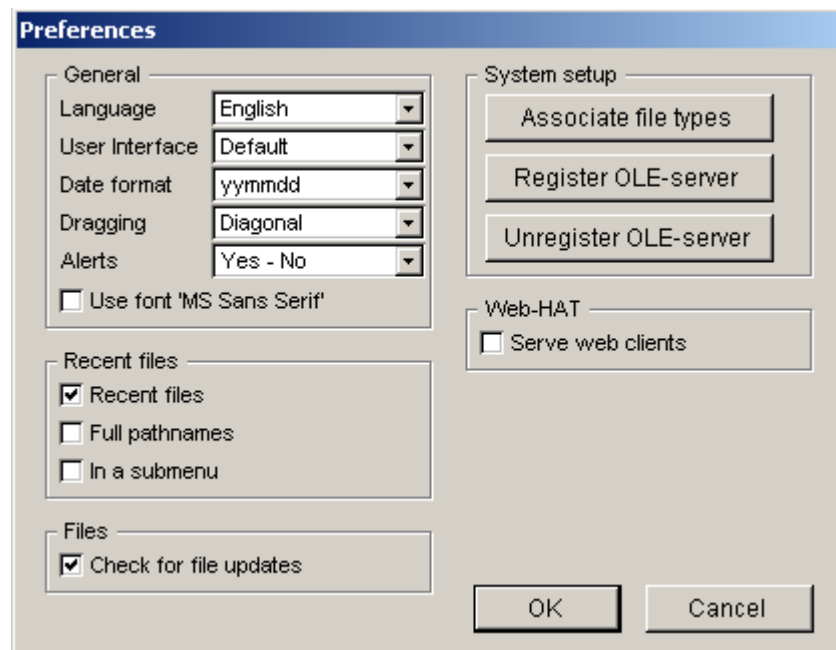 Preferences
General
Language English
User Interface Default
Date format yymmdd
Dragging Diagonal
Alerts Yes - No
Use font 'MS Sans Serif'
Recent files
Recent files
Full pathnames
In a submenu
Files
Check for file updates
System setup
Associate file types
Register OLE-server
Unregister OLE-server
Web-HAT
Serve web clients
OK Cancel